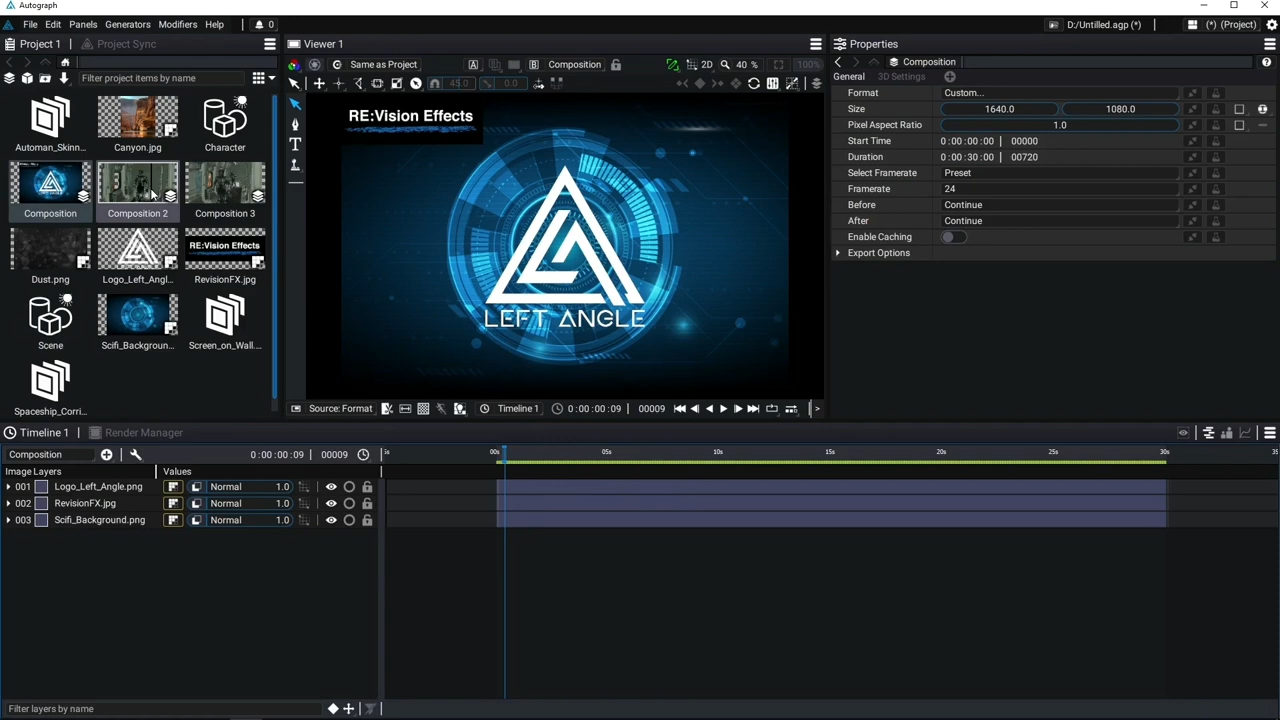 Autograph
File Edit Panels Generators Modifiers Help 0 D:/Untilled.agp (*) (*) (Project)
Project 1 Project Sync
Filter project items by name
Automan_Skinn... Canyon.jpg Character
Composition Composition 2 Composition 3
Dust.png Logo_Left_Angl... RevisionFX.jpg
Scene Scifi_Backgroun... Screen_on_Wall....
Spaceship_Corri...
RE:Vision Effects
Viewer 1
Same as Project A B Composition 2D 40 % 100%
45.0 0.0
RE:Vision Effects
LEFT ANGLE
Source: Format Timeline 1 0:00:00:09 00009 >
Properties
Composition
General 3D Settings
Format Custom...
Size 1640.0 1080.0
Pixel Aspect Ratio 1.0
Start Time 0:00:00:00 00000
Duration 0:00:30:00 00720
Select Framerate Preset
Framerate 24
Before Continue
After Continue
Enable Caching
Export Options
Timeline 1 Render Manager
Composition 0:00:00:09 00009 s 00s 05s 10s 15s 20s 25s 30s 35
Image Layers Values
001 Logo_Left_Angle.png Normal 1.0
002 RevisionFX.jpg Normal 1.0
003 Scifi_Background.png Normal 1.0
Filter layers by name